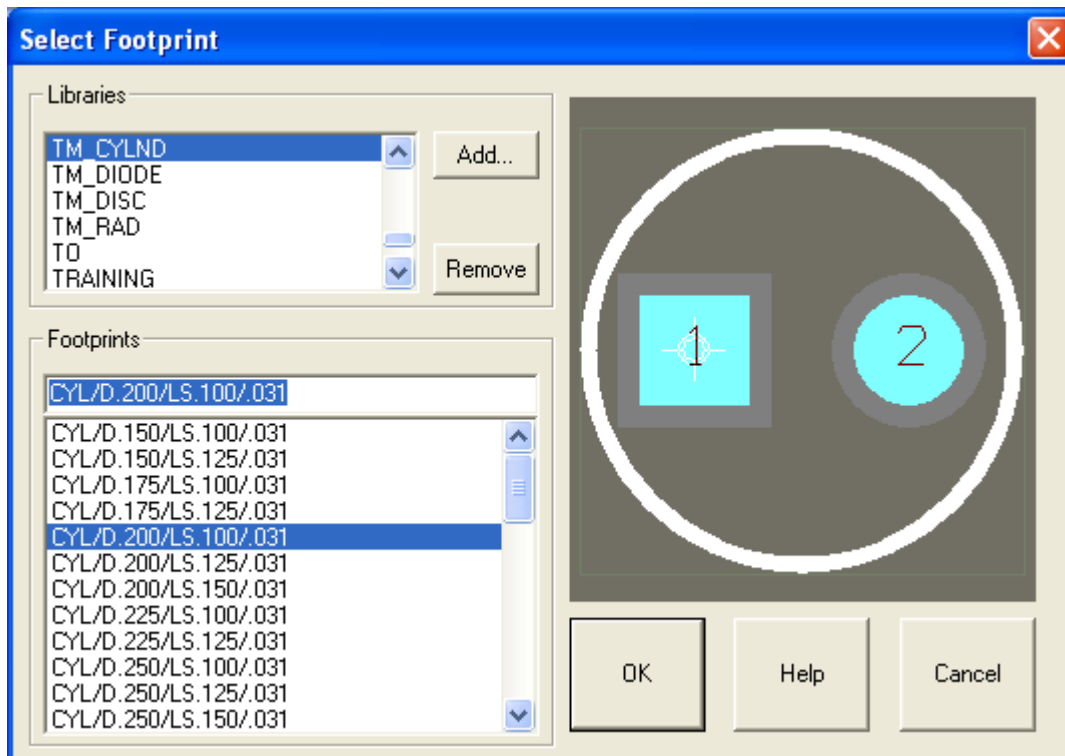 Select Footprint
Libraries
TM_CYLND
TM_DIODE
TM_DISC
TM_RAD
TO
TRAINING
Add...
Remove
Footprints
CYL/D.200/LS.100/.031
CYL/D.150/LS.100/.031
CYL/D.150/LS.125/.031
CYL/D.175/LS.100/.031
CYL/D.175/LS.125/.031
CYL/D.200/LS.100/.031
CYL/D.200/LS.125/.031
CYL/D.200/LS.150/.031
CYL/D.225/LS.100/.031
CYL/D.225/LS.125/.031
CYL/D.250/LS.100/.031
CYL/D.250/LS.125/.031
CYL/D.250/LS.150/.031
1
2
OK
Help
Cancel